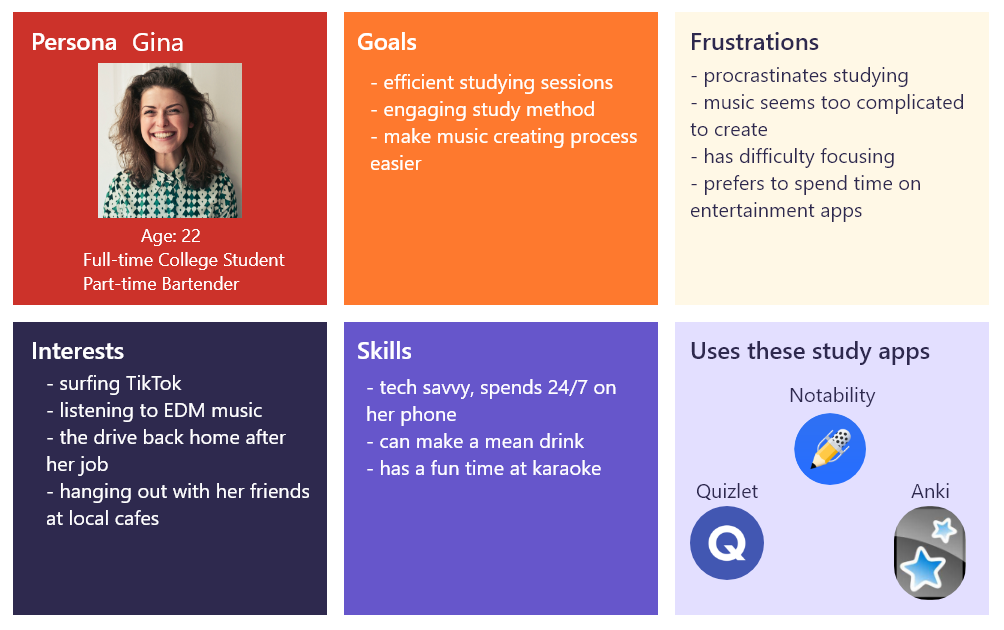 Persona Gina
Age: 22
Full-time College Student
Part-time Bartender
Goals
- efficient studying sessions
- engaging study method
- make music creating process
easier
Frustrations
- procrastinates studying
- music seems too complicated
to create
- has difficulty focusing
- prefers to spend time on
entertainment apps
Interests
- surfing TikTok
- listening to EDM music
- the drive back home after
her job
- hanging out with her friends
at local cafes
Skills
- tech savvy, spends 24/7 on
her phone
- can make a mean drink
- has a fun time at karaoke
Uses these study apps
Notability
Quizlet
Q
Anki